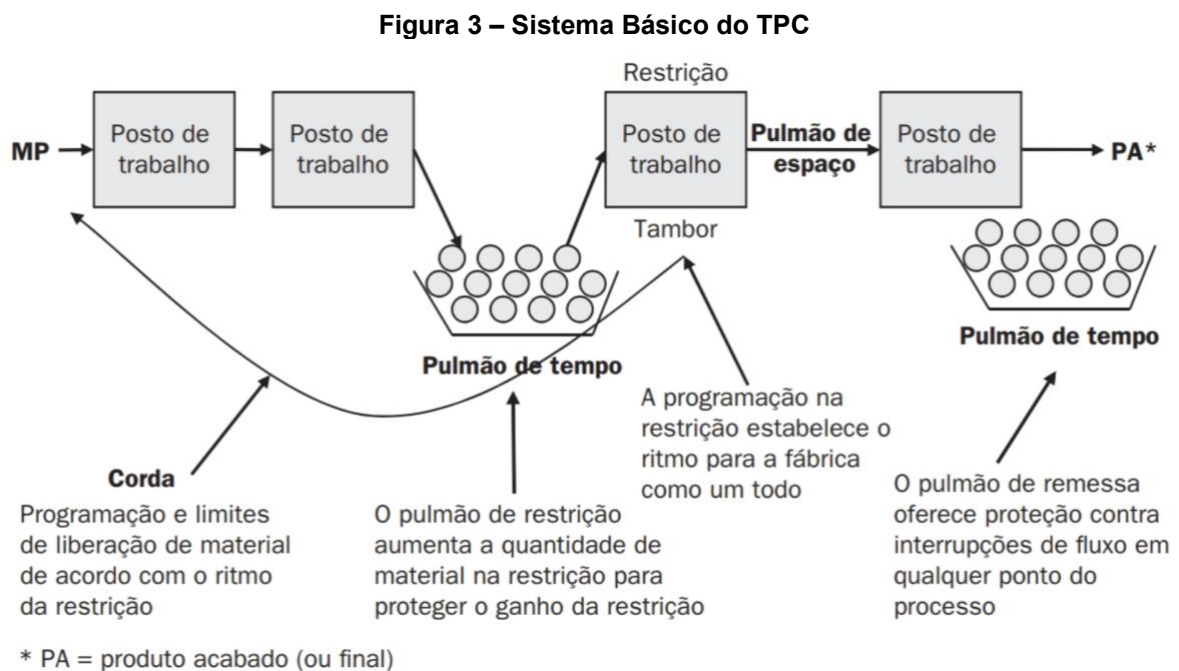 Figura 3 – Sistema Básico do TPC
Restrição
MP
Posto de
trabalho
Posto de
trabalho
Posto de
trabalho
Pulmão de
espaço
Posto de
trabalho
PA*
Tambor
Pulmão de tempo
Pulmão de tempo
Corda
Programação e limites
de liberação de material
de acordo com o ritmo
da restrição
O pulmão de restrição
aumenta a quantidade de
material na restrição para
proteger o ganho da restrição
A programação na
restrição estabelece o
ritmo para a fábrica
como um todo
O pulmão de remessa
oferece proteção contra
interrupções de fluxo em
qualquer ponto do
processo
* PA = produto acabado (ou final)